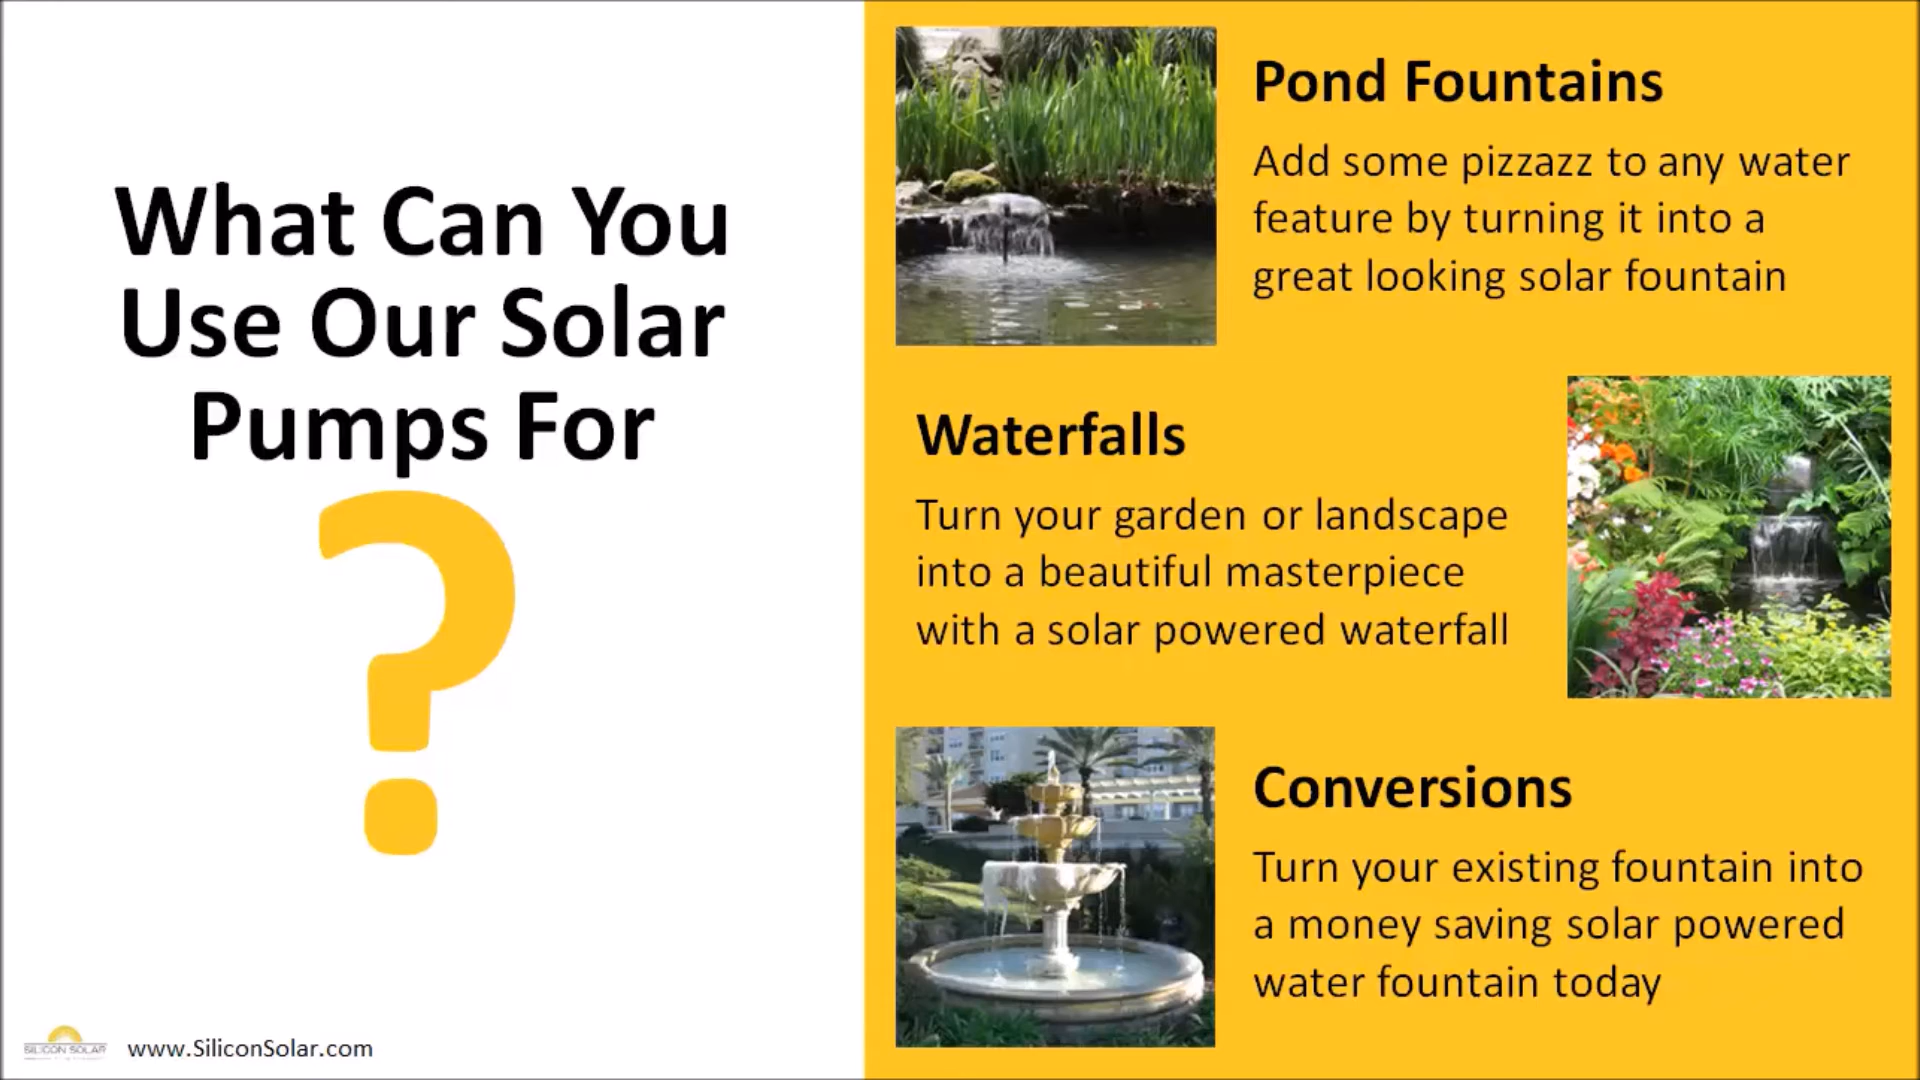 What Can You
Use Our Solar
Pumps For
?
Pond Fountains
Add some pizzazz to any water
feature by turning it into a
great looking solar fountain
Waterfalls
Turn your garden or landscape
into a beautiful masterpiece
with a solar powered waterfall
Conversions
Turn your existing fountain into
a money saving solar powered
water fountain today
SILICON SOLAR
www.SiliconSolar.com